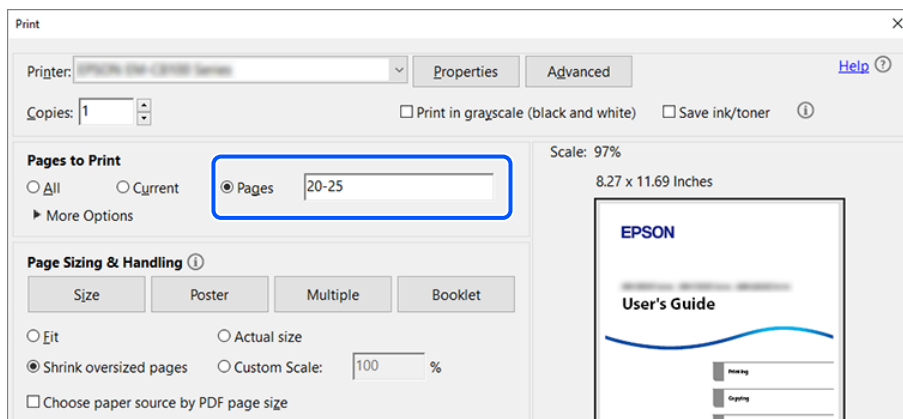 Print
Printer: Properties Advanced Help
Copies: 1 Print in grayscale (black and white) Save ink/toner
Pages to Print
All Current Pages 20-25
More Options
Scale: 97%
8.27 x 11.69 Inches
EPSON
User's Guide
Printing
Copying
Page Sizing & Handling
Size Poster Multiple Booklet
Fit Actual size
Shrink oversized pages Custom Scale: 100 %
Choose paper source by PDF page size